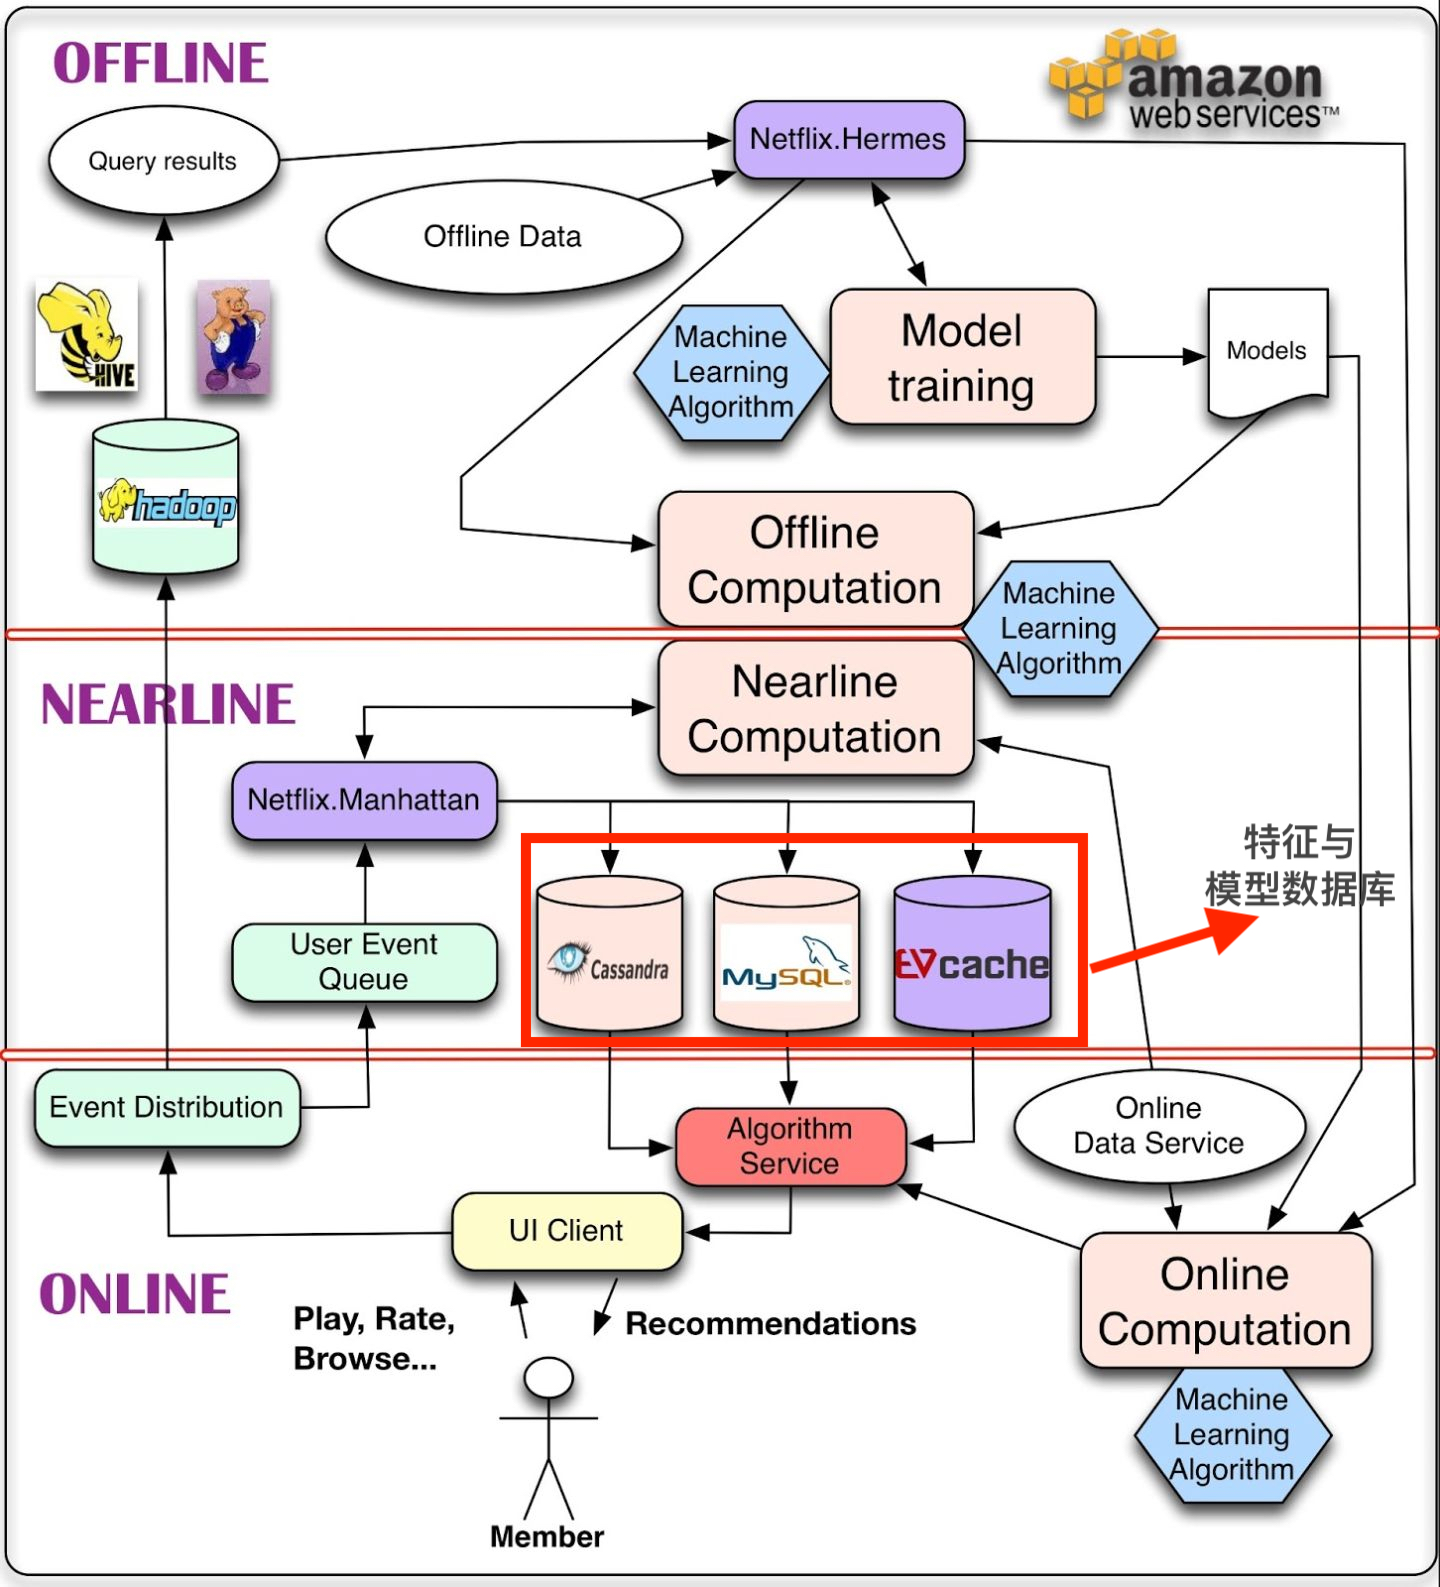 OFFLINE
amazon
web services™
Query results
Netflix.Hermes
Offline Data
HIVE
Machine
Learning
Algorithm
Model
training
Models
hadoop
Offline
Computation
Machine
Learning
Algorithm
NEARLINE
Nearline
Computation
Netflix.Manhattan
特征与
模型数据库
User Event
Queue
Cassandra
MySQL®
EVcache
Event Distribution
Algorithm
Service
Online
Data Service
UI Client
ONLINE
Play, Rate,
Browse...
Recommendations
Online
Computation
Machine
Learning
Algorithm
Member